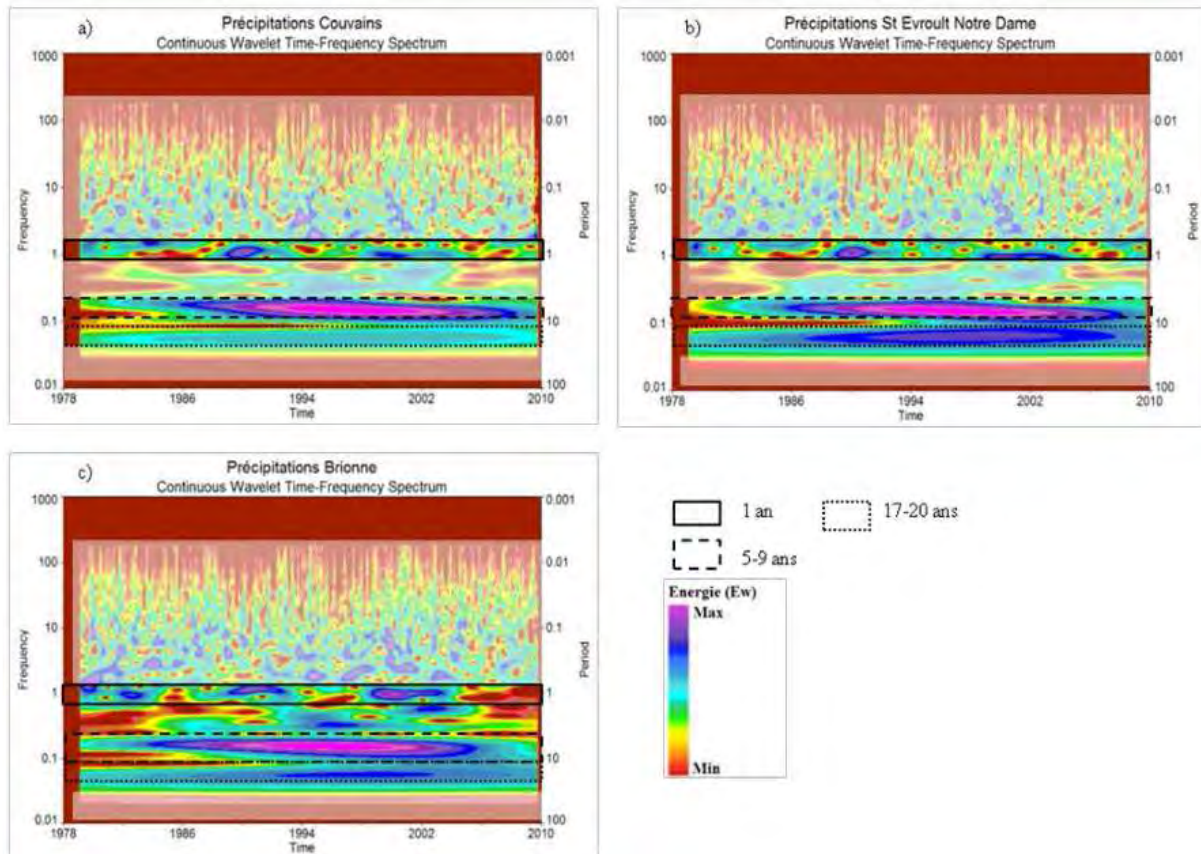 a)
Précipitations Couvains
Continuous Wavelet Time-Frequency Spectrum
1000
100
10
1
0.1
0.01
Frequency
0.001
0.01
0.1
1
10
100
Period
1978
1986
1994
2002
2010
Time
b)
Précipitations St Evroult Notre Dame
Continuous Wavelet Time-Frequency Spectrum
1000
100
10
1
0.1
0.01
Frequency
0.001
0.01
0.1
1
10
100
Period
1978
1986
1994
2002
2010
Time
c)
Précipitations Brionne
Continuous Wavelet Time-Frequency Spectrum
1000
100
10
1
0.1
0.01
Frequency
0.001
0.01
0.1
1
10
100
Period
1978
1986
1994
2002
2010
Time
1 an
17-20 ans
5-9 ans
Energie (Ew)
Max
Min